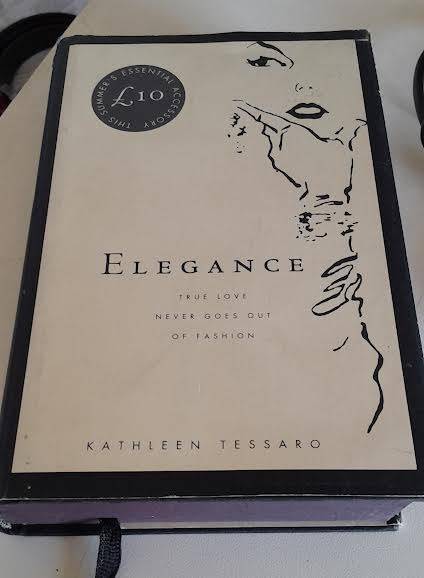 THIS SUMMER'S ESSENTIAL ACCESSORY
£10
ELEGANCE
TRUE LOVE
NEVER GOES OUT
OF FASHION
KATHLEEN TESSARO